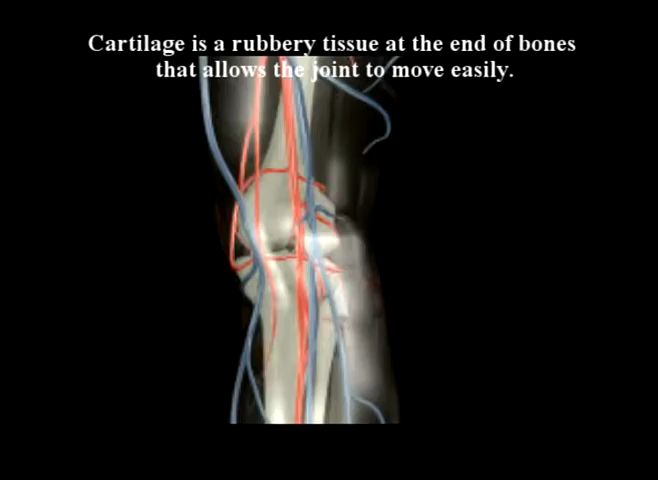 Cartilage is a rubbery tissue at the end of bones
that allows the joint to move easily.